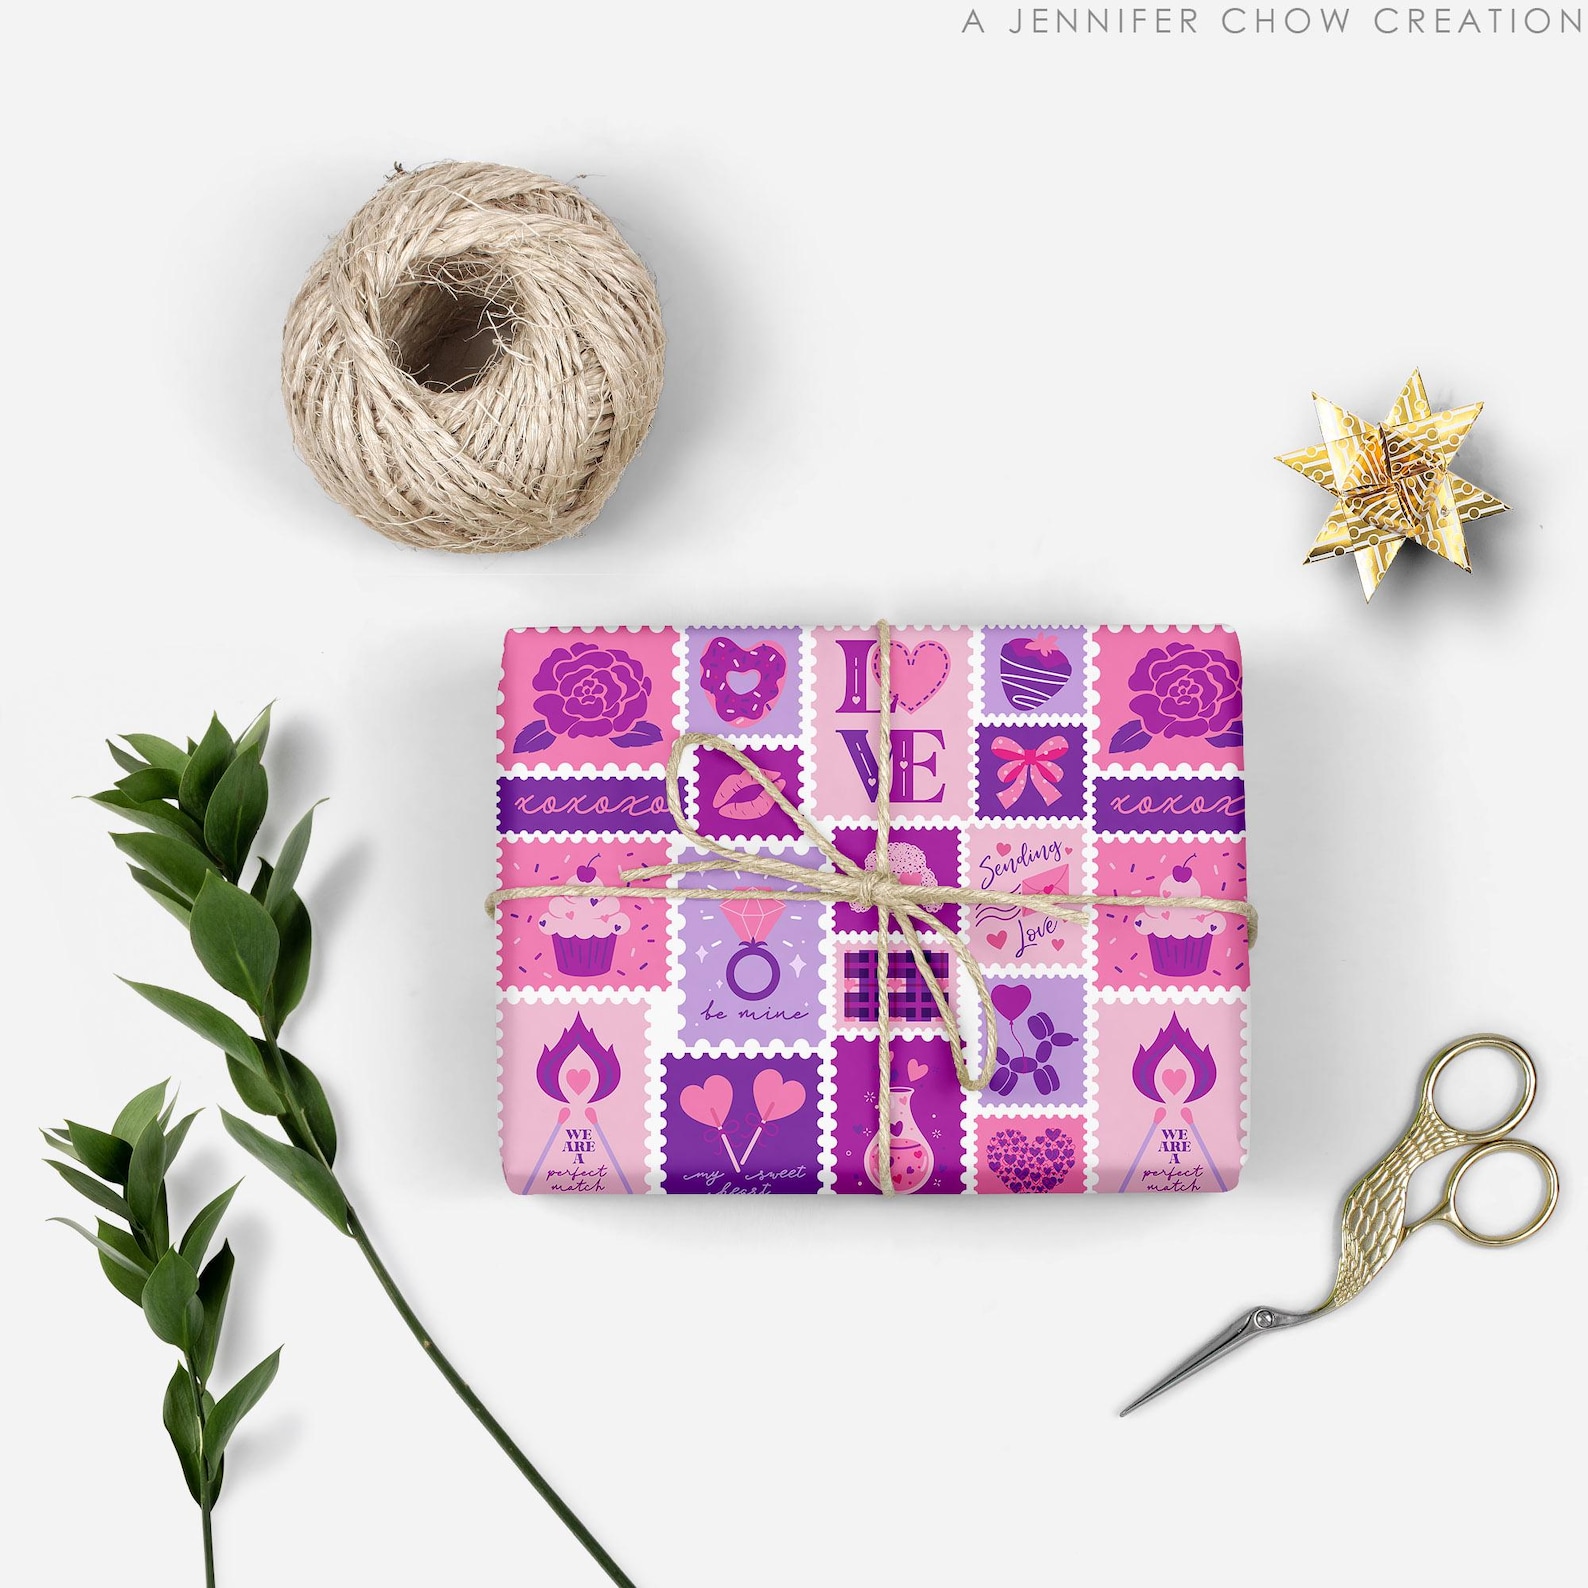 A JENNIFER CHOW CREATION
LOVE
xoxoxo
xoxox
Sending
Love
be mine
WE
ARE
A
perfect
match
my sweet
heart
WE
ARE
A
perfect
match